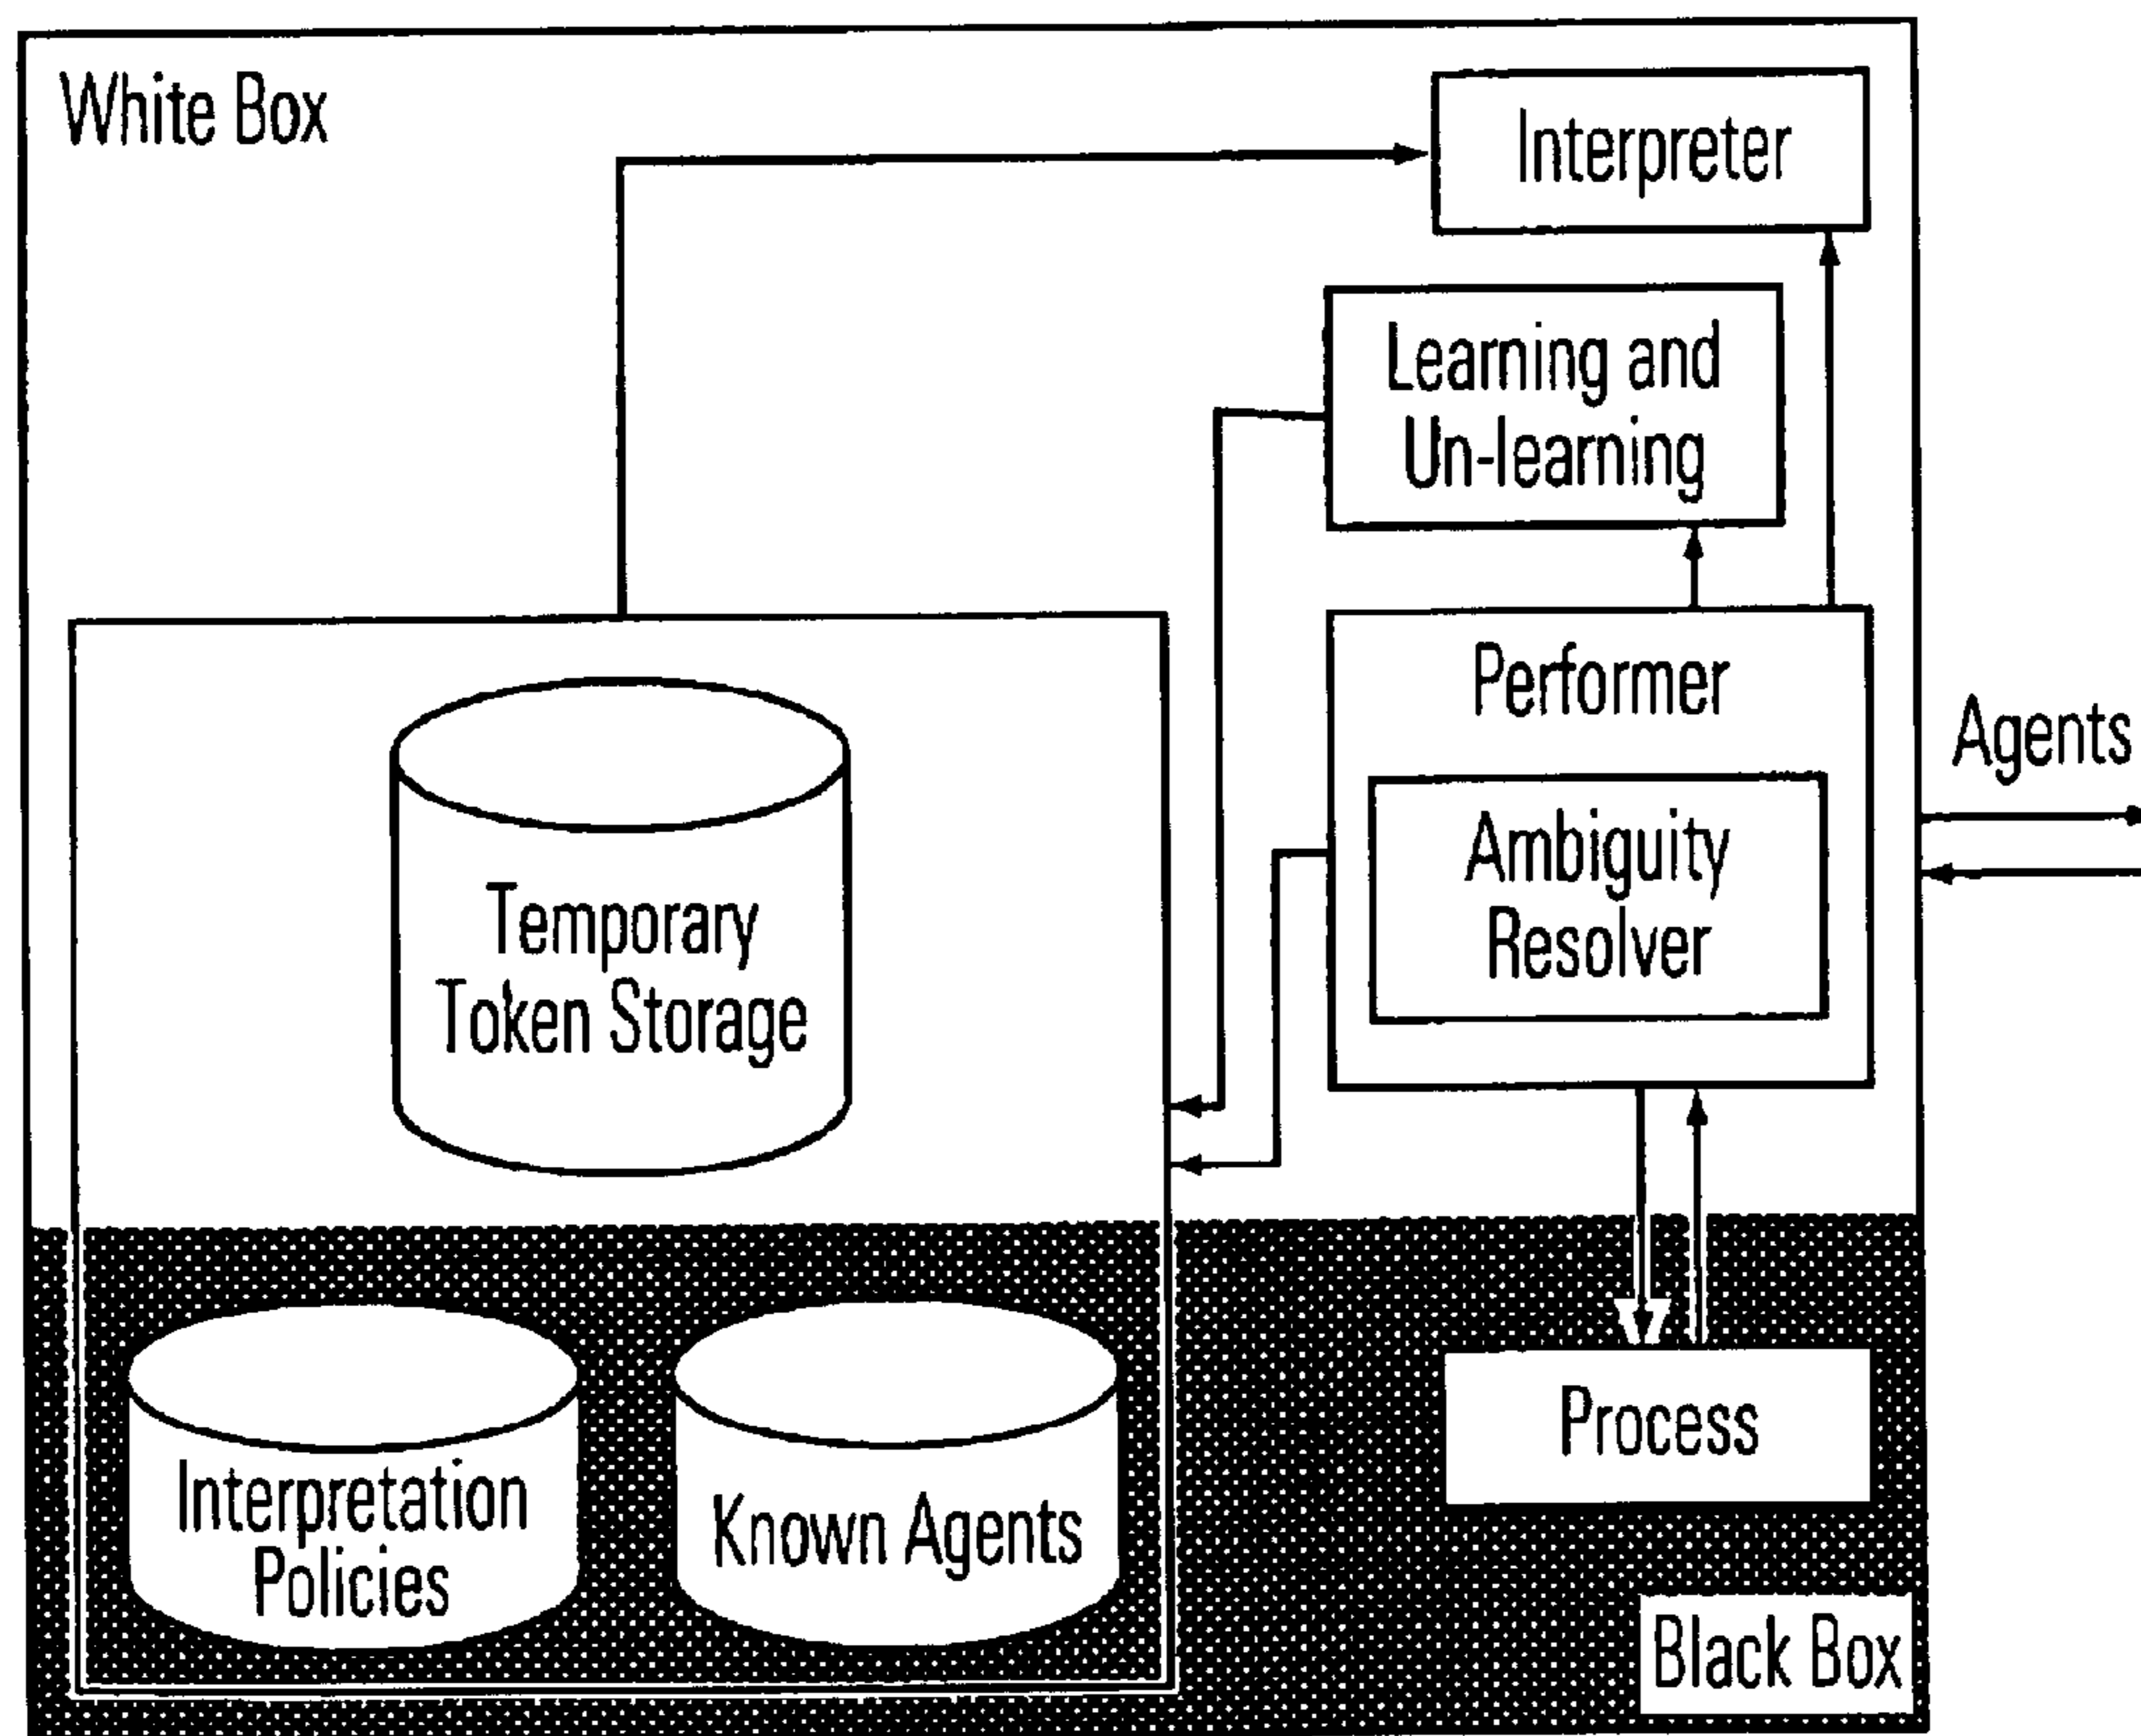 White Box
Interpreter
Learning and
Un-learning
Performer
Ambiguity
Resolver
Agents
Temporary
Token Storage
Interpretation
Policies
Known Agents
Process
Black Box